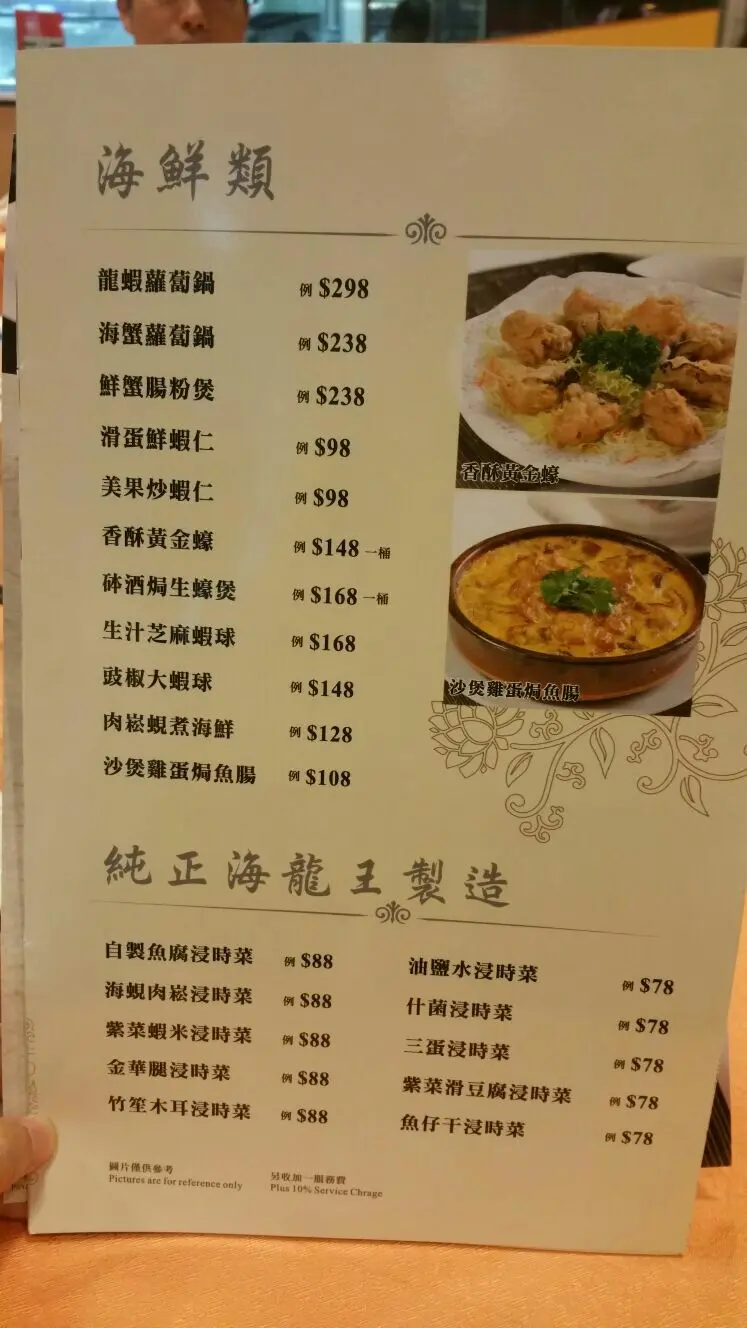 海鮮類
龍蝦蘿蔔鍋 例 $298
海蟹蘿蔔鍋 例 $238
鮮蟹腸粉煲 例 $238
滑蛋鮮蝦仁 例 $98
美果炒蝦仁 例 $98
香酥黃金蠔 例 $148 一桶
砵酒焗生蠔煲 例 $168 一桶
生汁芝麻蝦球 例 $168
豉椒大蝦球 例 $148
肉崧蜆煮海鮮 例 $128
沙煲雞蛋焗魚腸 例 $108
香酥黃金蠔
沙煲雞蛋焗魚腸
純正海龍王製造
自製魚腐浸時菜 例 $88
海蜆肉崧浸時菜 例 $88
紫菜蝦米浸時菜 例 $88
金華腿浸時菜 例 $88
竹笙木耳浸時菜 例 $88
油鹽水浸時菜 例 $78
什菌浸時菜 例 $78
三蛋浸時菜 例 $78
紫菜滑豆腐浸時菜 例 $78
魚仔干浸時菜 例 $78
圖片僅供參考
Pictures are for reference only
另收加一服務費
Plus 10% Service Chrage